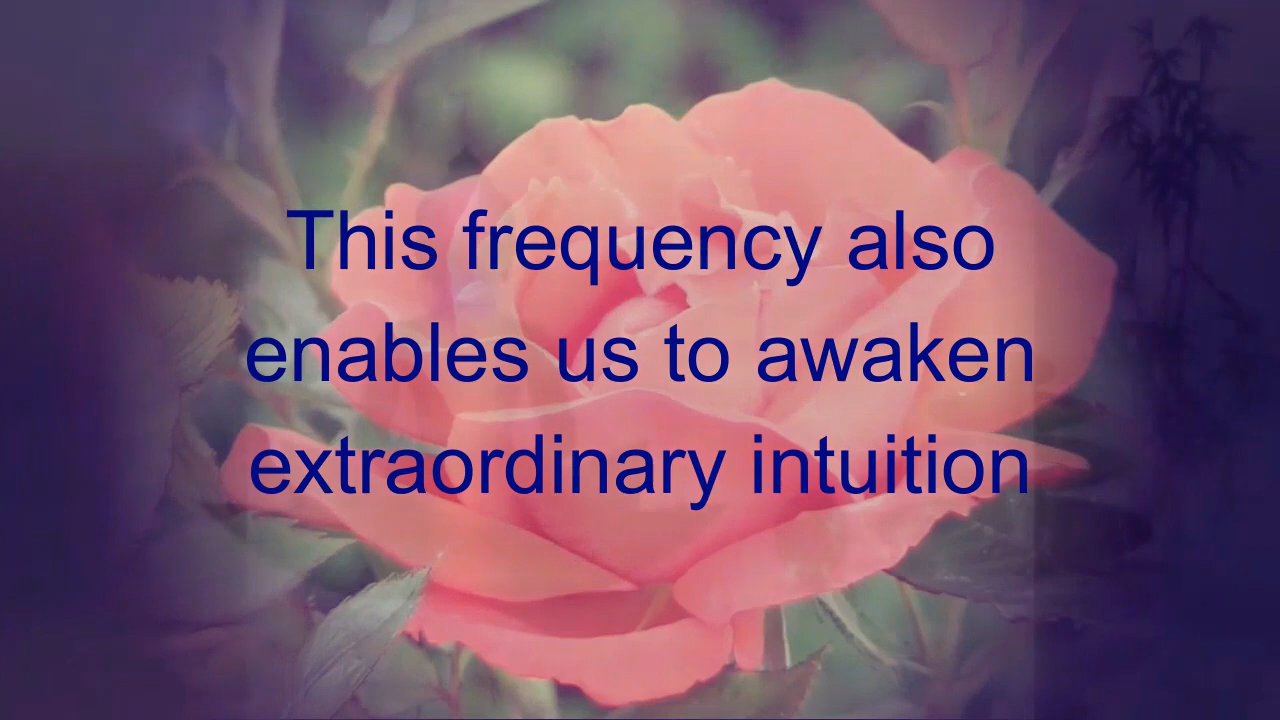 This frequency also
enables us to awaken
extraordinary intuition